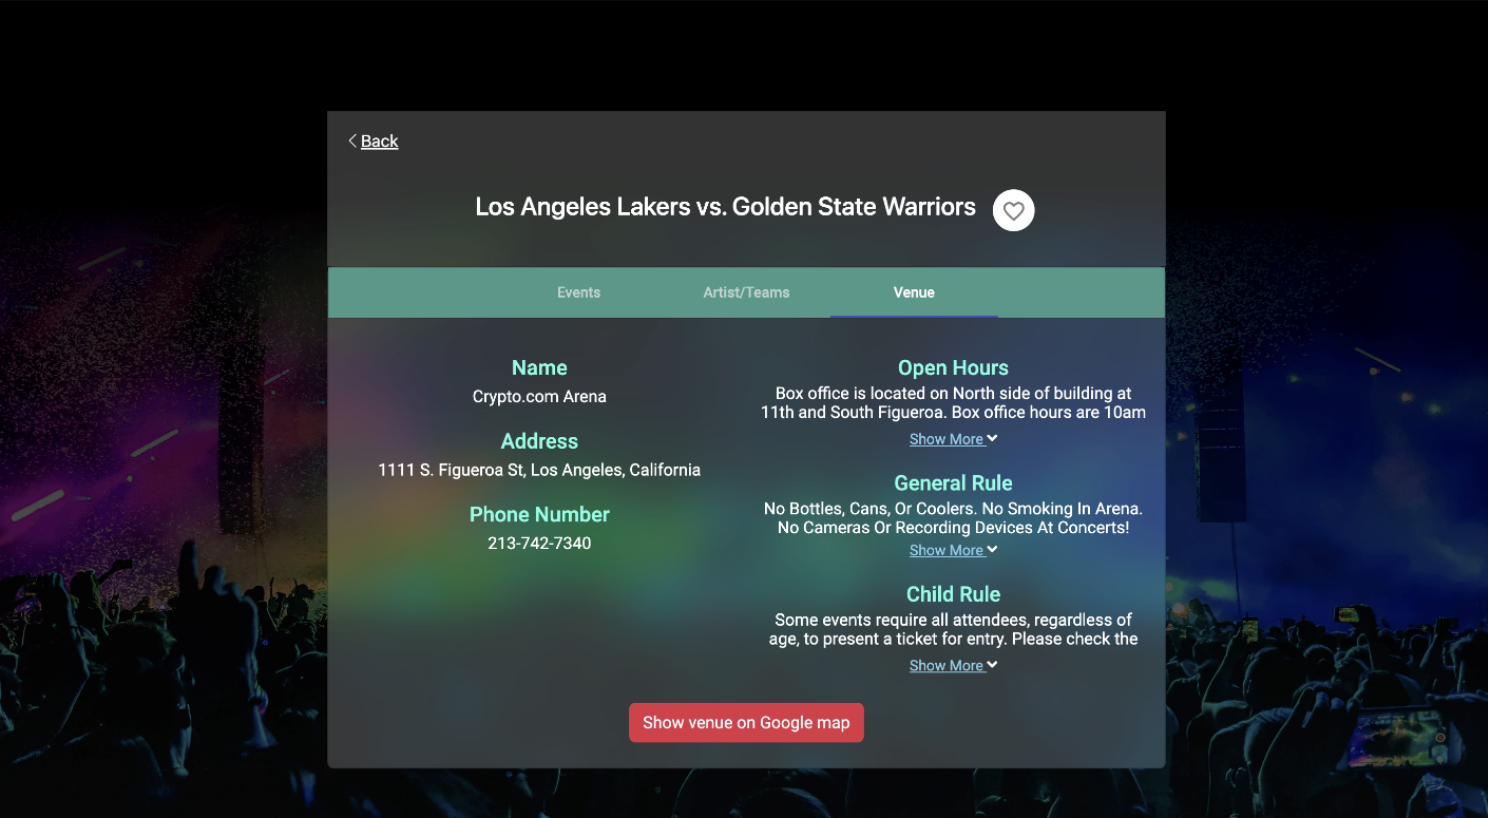 Back
Los Angeles Lakers vs. Golden State Warriors
Events
Artist/Teams
Venue
Name
Crypto.com Arena
Address
1111 S. Figueroa St, Los Angeles, California
Phone Number
213-742-7340
Open Hours
Box office is located on North side of building at
11th and South Figueroa. Box office hours are 10am
Show More
General Rule
No Bottles, Cans, Or Coolers. No Smoking In Arena.
No Cameras Or Recording Devices At Concerts!
Show More
Child Rule
Some events require all attendees, regardless of
age, to present a ticket for entry. Please check the
Show More
Show venue on Google map